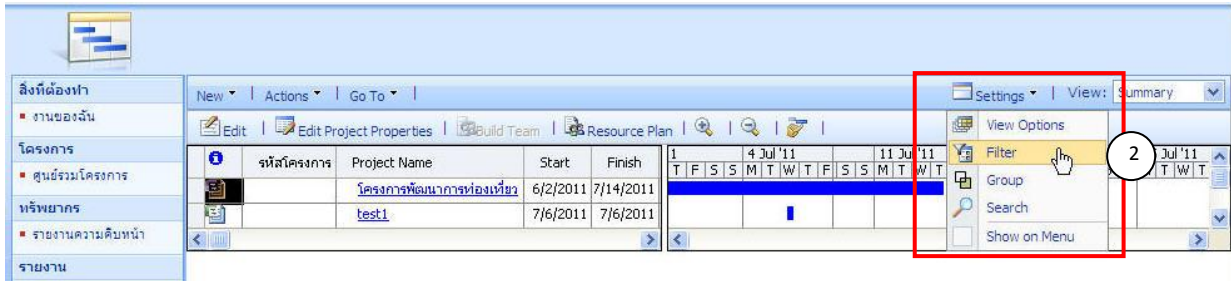 สิ่งที่ต้องทำ
งานของฉัน
โครงการ
ศูนย์รวมโครงการ
ทรัพยากร
รายงานความคืบหน้า
รายงาน
New Actions Go To Settings View: Summary
Edit Edit Project Properties Build Team Resource Plan
รหัสโครงการ Project Name Start Finish
โครงการพัฒนาการท่องเที่ยว 6/2/2011 7/14/2011
test1 7/6/2011 7/6/2011
1 4 Jul '11 11 Jul '11 Jul '11
T F S S M T W T F S S M T W T T W T
View Options
Filter
Group
Search
Show on Menu
2